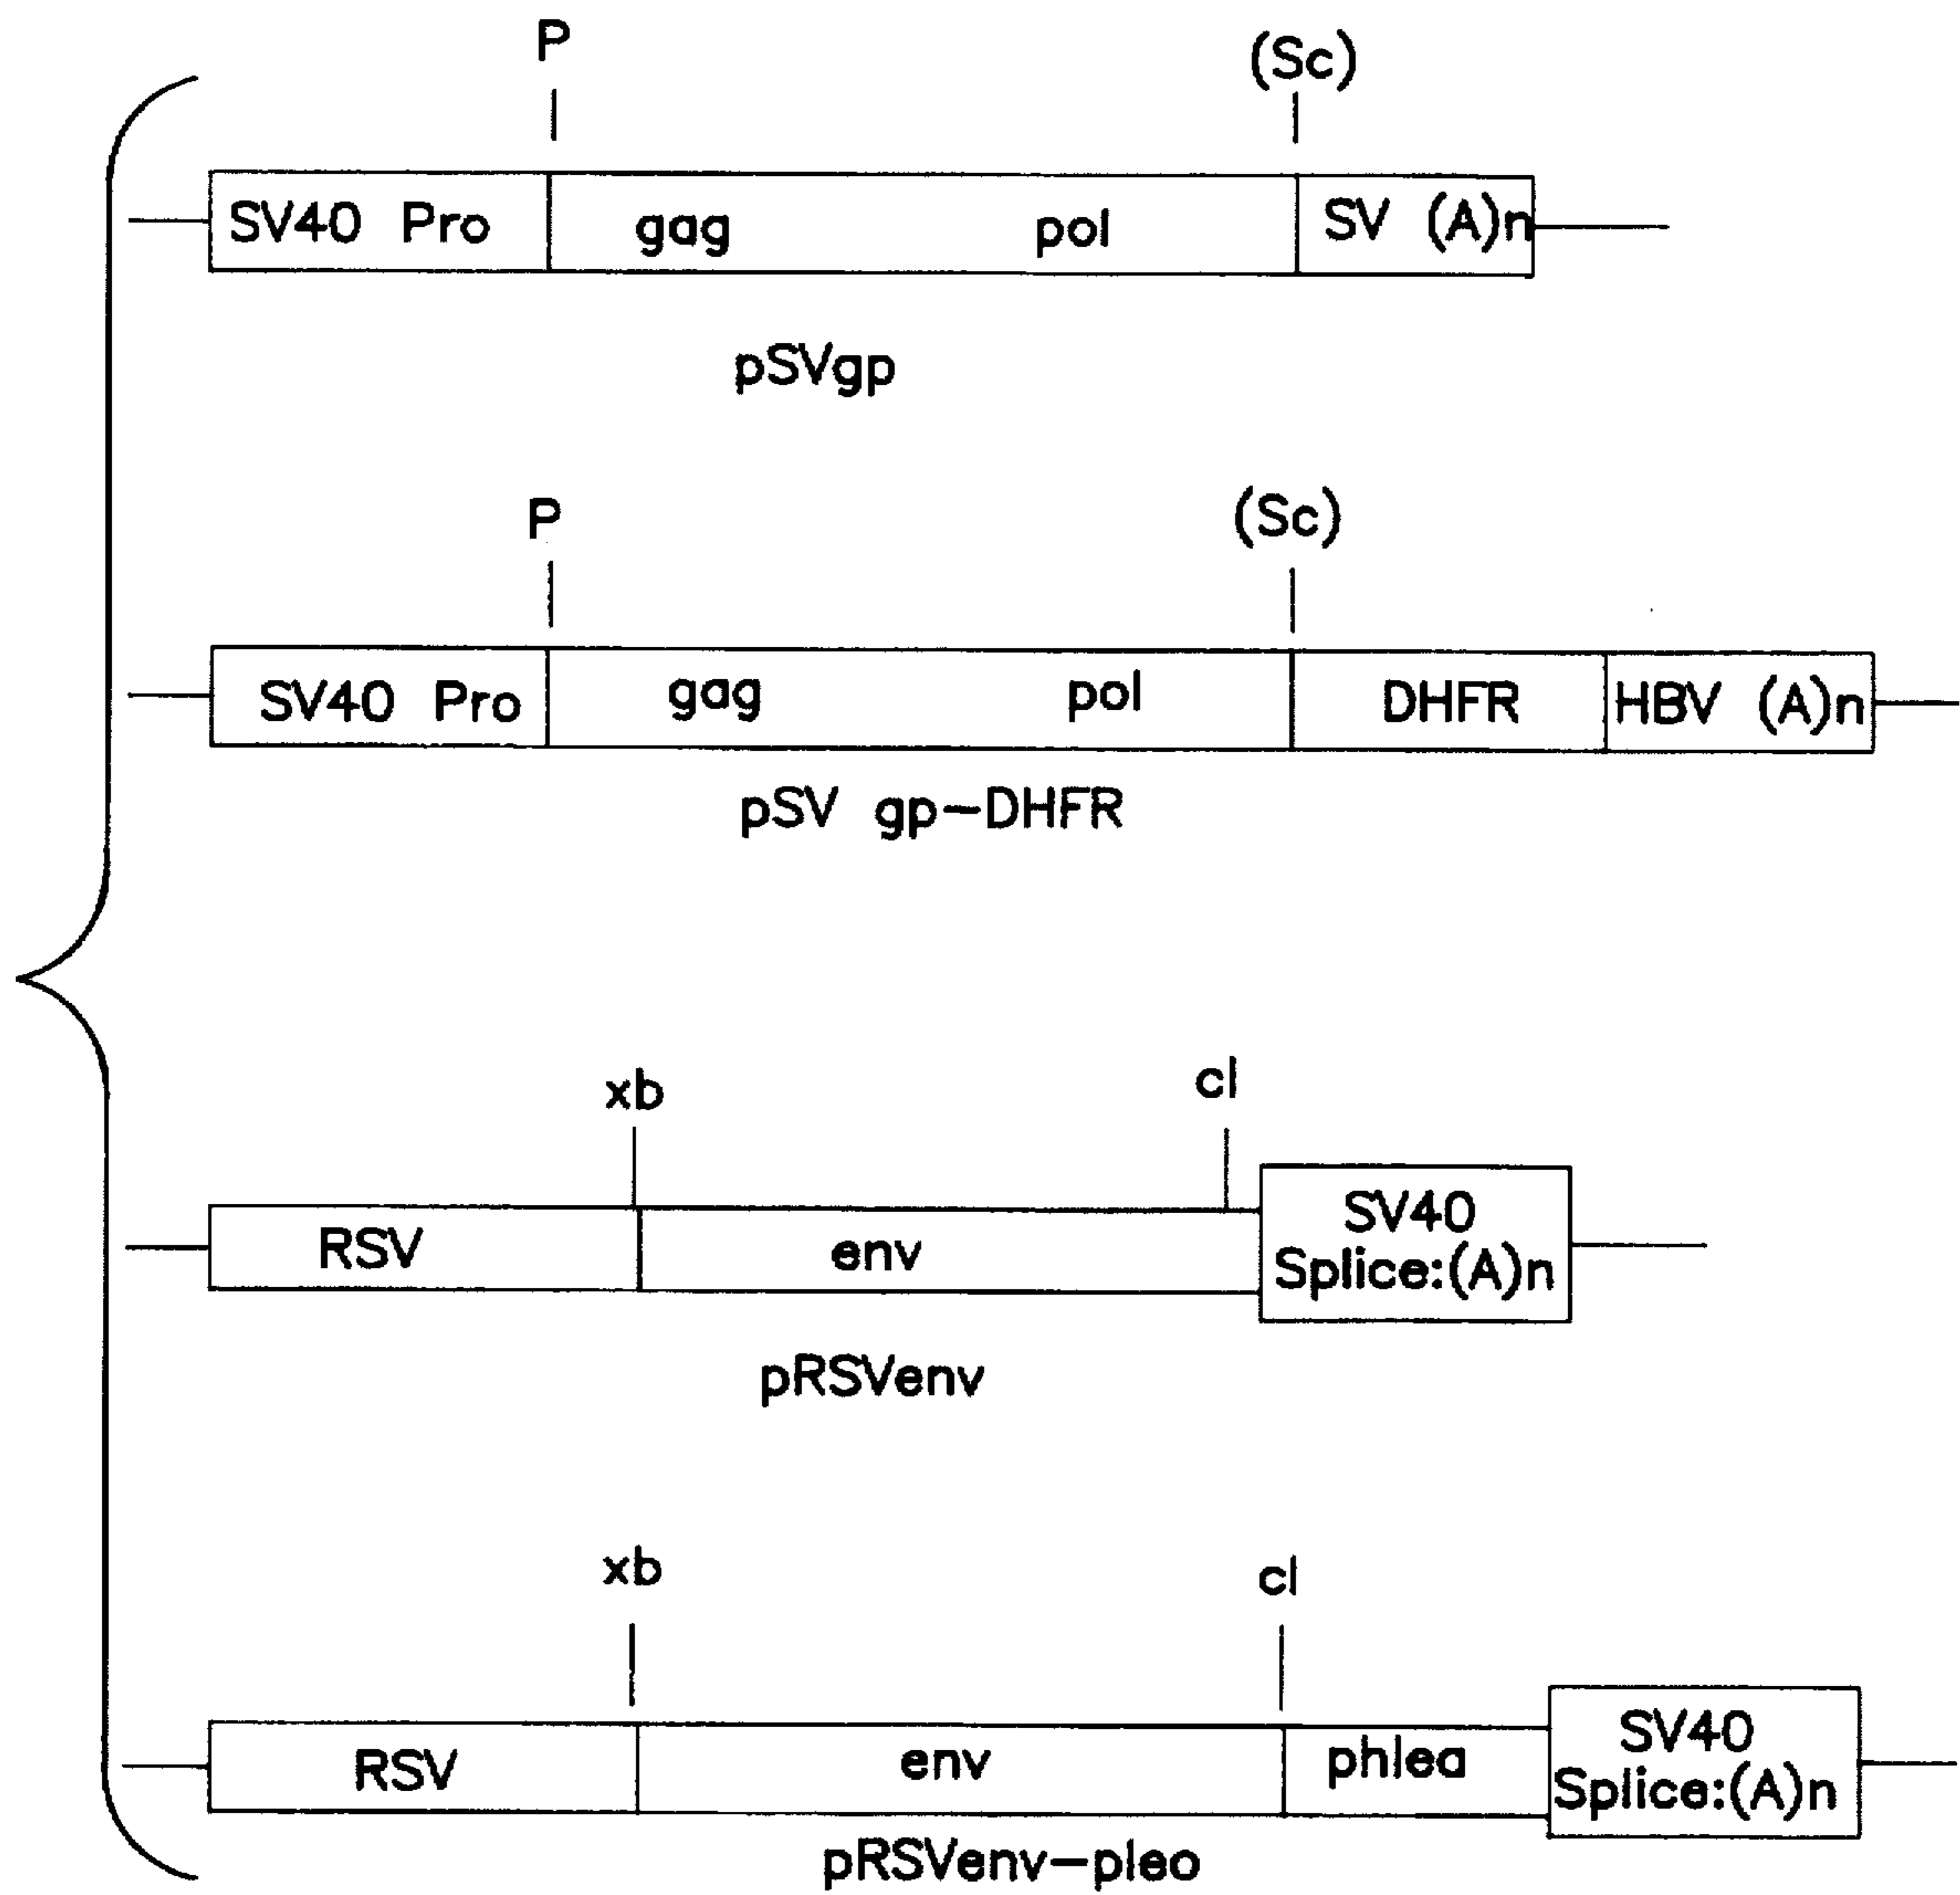 P (Sc)
SV40 Pro gag pol SV (A)n
pSVgp
P (Sc)
SV40 Pro gag pol DHFR HBV (A)n
pSV gp-DHFR
xb cl
RSV env SV40
Splice:(A)n
pRSVenv
xb cl
RSV env phlea SV40
Splice:(A)n
pRSVenv-pleo